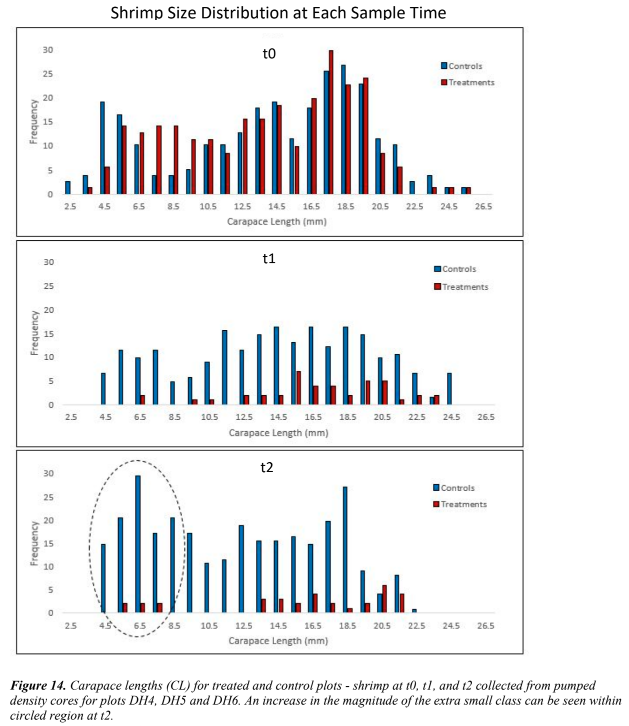 Shrimp Size Distribution at Each Sample Time
t0
30
25
20
15
10
5
0
Frequency
Controls
Treatments
2.5 4.5 6.5 8.5 10.5 12.5 14.5 16.5 18.5 20.5 22.5 24.5 26.5
Carapace Length (mm)
t1
30
25
20
15
10
5
0
Frequency
Controls
Treatments
2.5 4.5 6.5 8.5 10.5 12.5 14.5 16.5 18.5 20.5 22.5 24.5 26.5
Carapace Length (mm)
t2
30
25
20
15
10
5
0
Frequency
Controls
Treatments
2.5 4.5 6.5 8.5 10.5 12.5 14.5 16.5 18.5 20.5 22.5 24.5 26.5
Carapace Length (mm)
Figure 14. Carapace lengths (CL) for treated and control plots - shrimp at t0, t1, and t2 collected from pumped
density cores for plots DH4, DH5 and DH6. An increase in the magnitude of the extra small class can be seen within
circled region at t2.